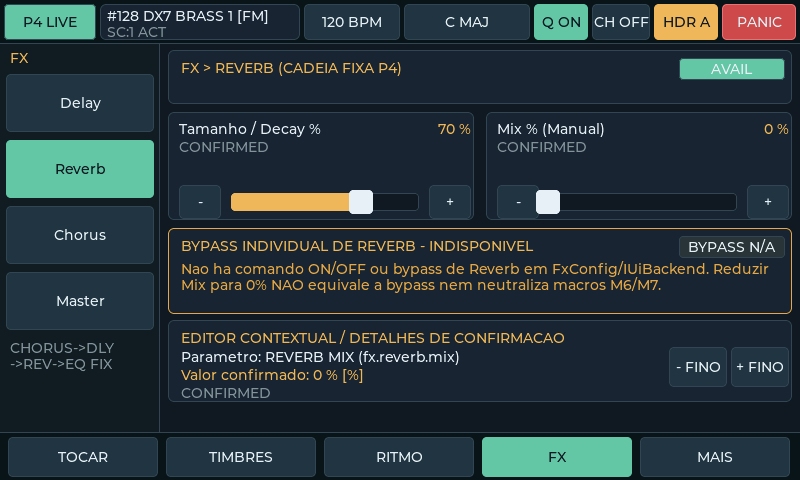 P4 LIVE
#128 DX7 BRASS 1 [FM]
SC:1 ACT
120 BPM
C MAJ
Q ON
CH OFF
HDR A
PANIC
FX
Delay
Reverb
Chorus
Master
CHORUS->DLY
->REV->EQ FIX
FX > REVERB (CADEIA FIXA P4)
AVAIL
Tamanho / Decay %
70 %
CONFIRMED
-
+
Mix % (Manual)
0 %
CONFIRMED
-
+
BYPASS INDIVIDUAL DE REVERB - INDISPONIVEL
BYPASS N/A
Nao ha comando ON/OFF ou bypass de Reverb em FxConfig/IUiBackend. Reduzir
Mix para 0% NAO equivale a bypass nem neutraliza macros M6/M7.
EDITOR CONTEXTUAL / DETALHES DE CONFIRMACAO
Parametro: REVERB MIX (fx.reverb.mix)
Valor confirmado: 0 % [%]
CONFIRMED
- FINO
+ FINO
TOCAR
TIMBRES
RITMO
FX
MAIS